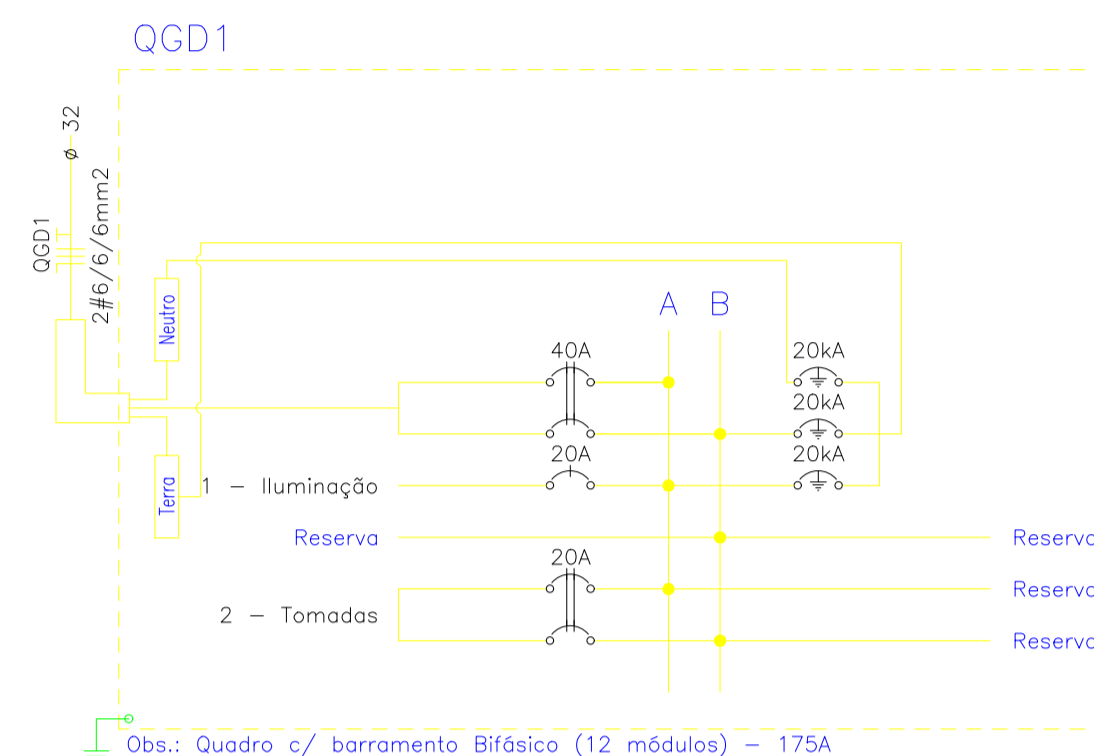 QGD1
ø 32
QGD1
2#6/6/6mm2
Neutro
A B
40A 20kA
20kA
20A 20kA
Terra
1 - Iluminação
Reserva Reserva
20A
Reserva
2 - Tomadas
Reserva
Obs.: Quadro c/ barramento Bifásico (12 módulos) - 175A